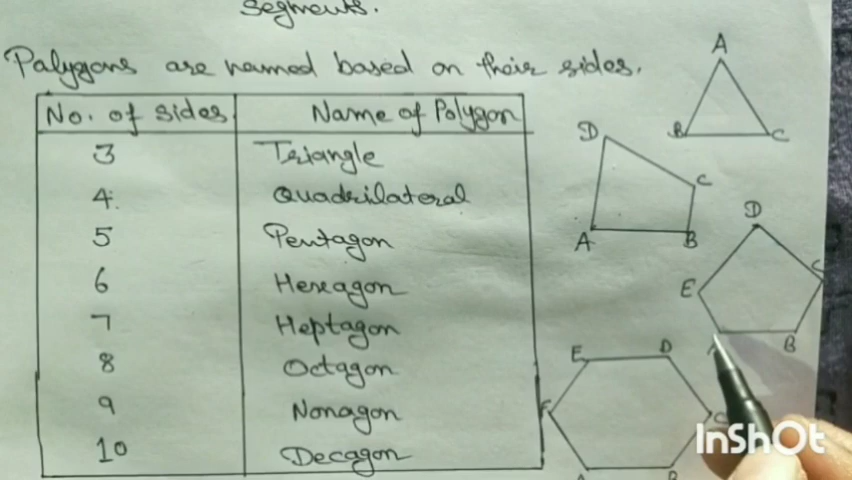 segments.
Palygons are named based on their sides.
No. of sides. Name of Polygon
3 Triangle
4. Quadrilateral
5 Pentagon
6 Hexagon
7 Heptagon
8 Octagon
9 Nonagon
10 Decagon
A
B C
D
C
A B
D
C
E
B
E D
F C
A B
InShOt